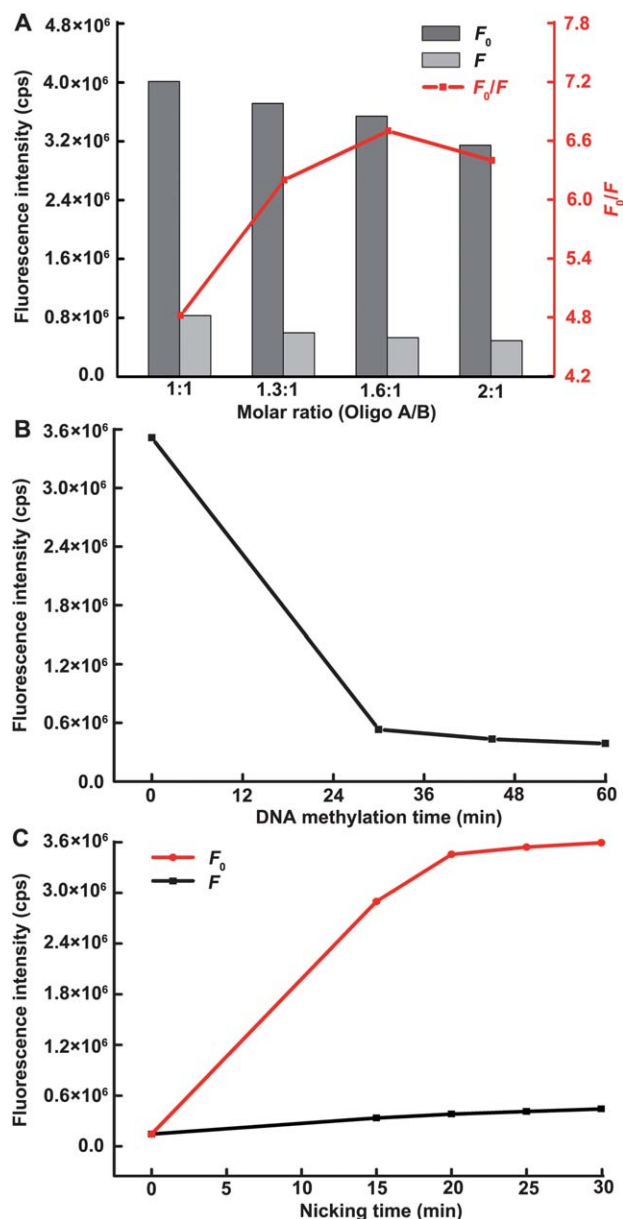 A
Fluorescence intensity (cps)
4.8×10⁶
4.0×10⁶
3.2×10⁶
2.4×10⁶
1.6×10⁶
0.8×10⁶
0.0
F₀
F
F₀/F
7.8
7.2
6.6
6.0
5.4
4.8
4.2
F₀/F
1:1 1.3:1 1.6:1 2:1
Molar ratio (Oligo A/B)
B
Fluorescence intensity (cps)
3.6×10⁶
3.0×10⁶
2.4×10⁶
1.8×10⁶
1.2×10⁶
0.6×10⁶
0.0
0 12 24 36 48 60
DNA methylation time (min)
C
Fluorescence intensity (cps)
3.6×10⁶
3.0×10⁶
2.4×10⁶
1.8×10⁶
1.2×10⁶
0.6×10⁶
0.0
F₀
F
0 5 10 15 20 25 30
Nicking time (min)